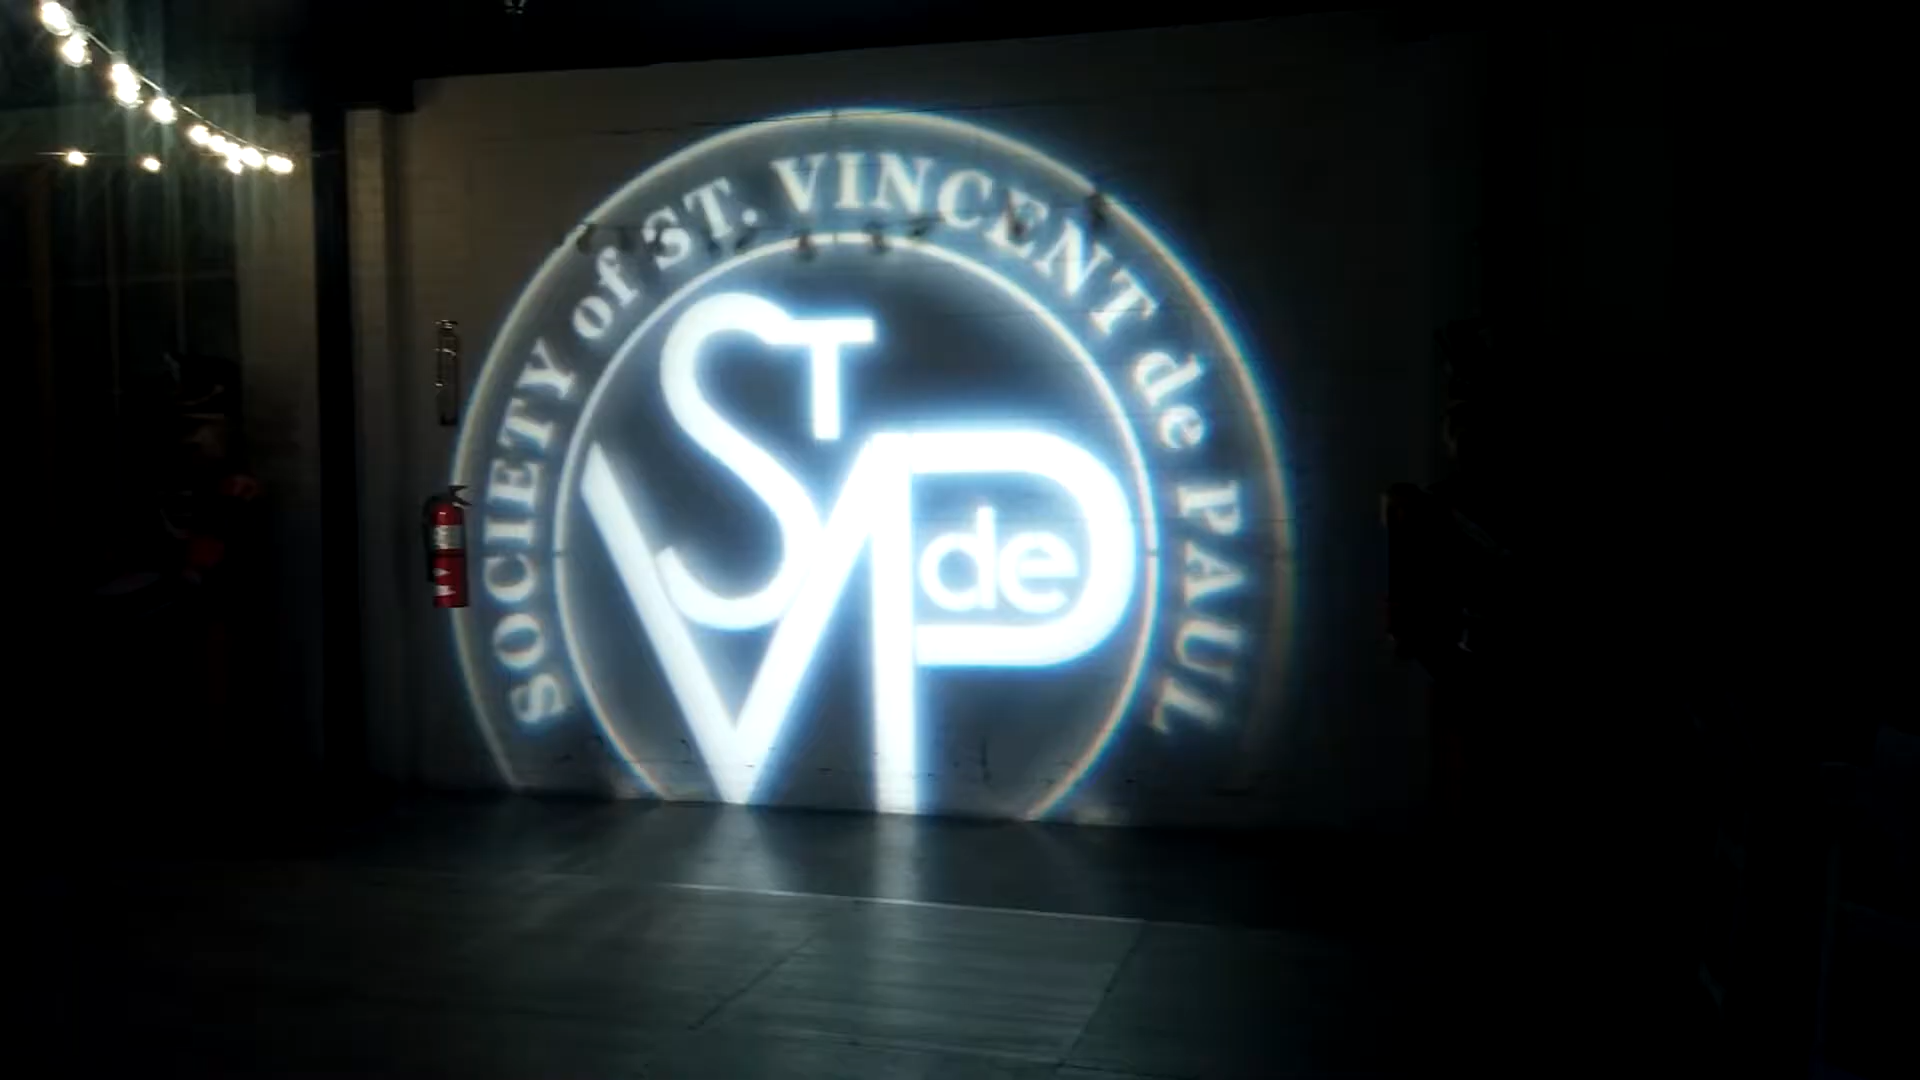 SOCIETY of ST. VINCENT de PAUL
ST
V P
de